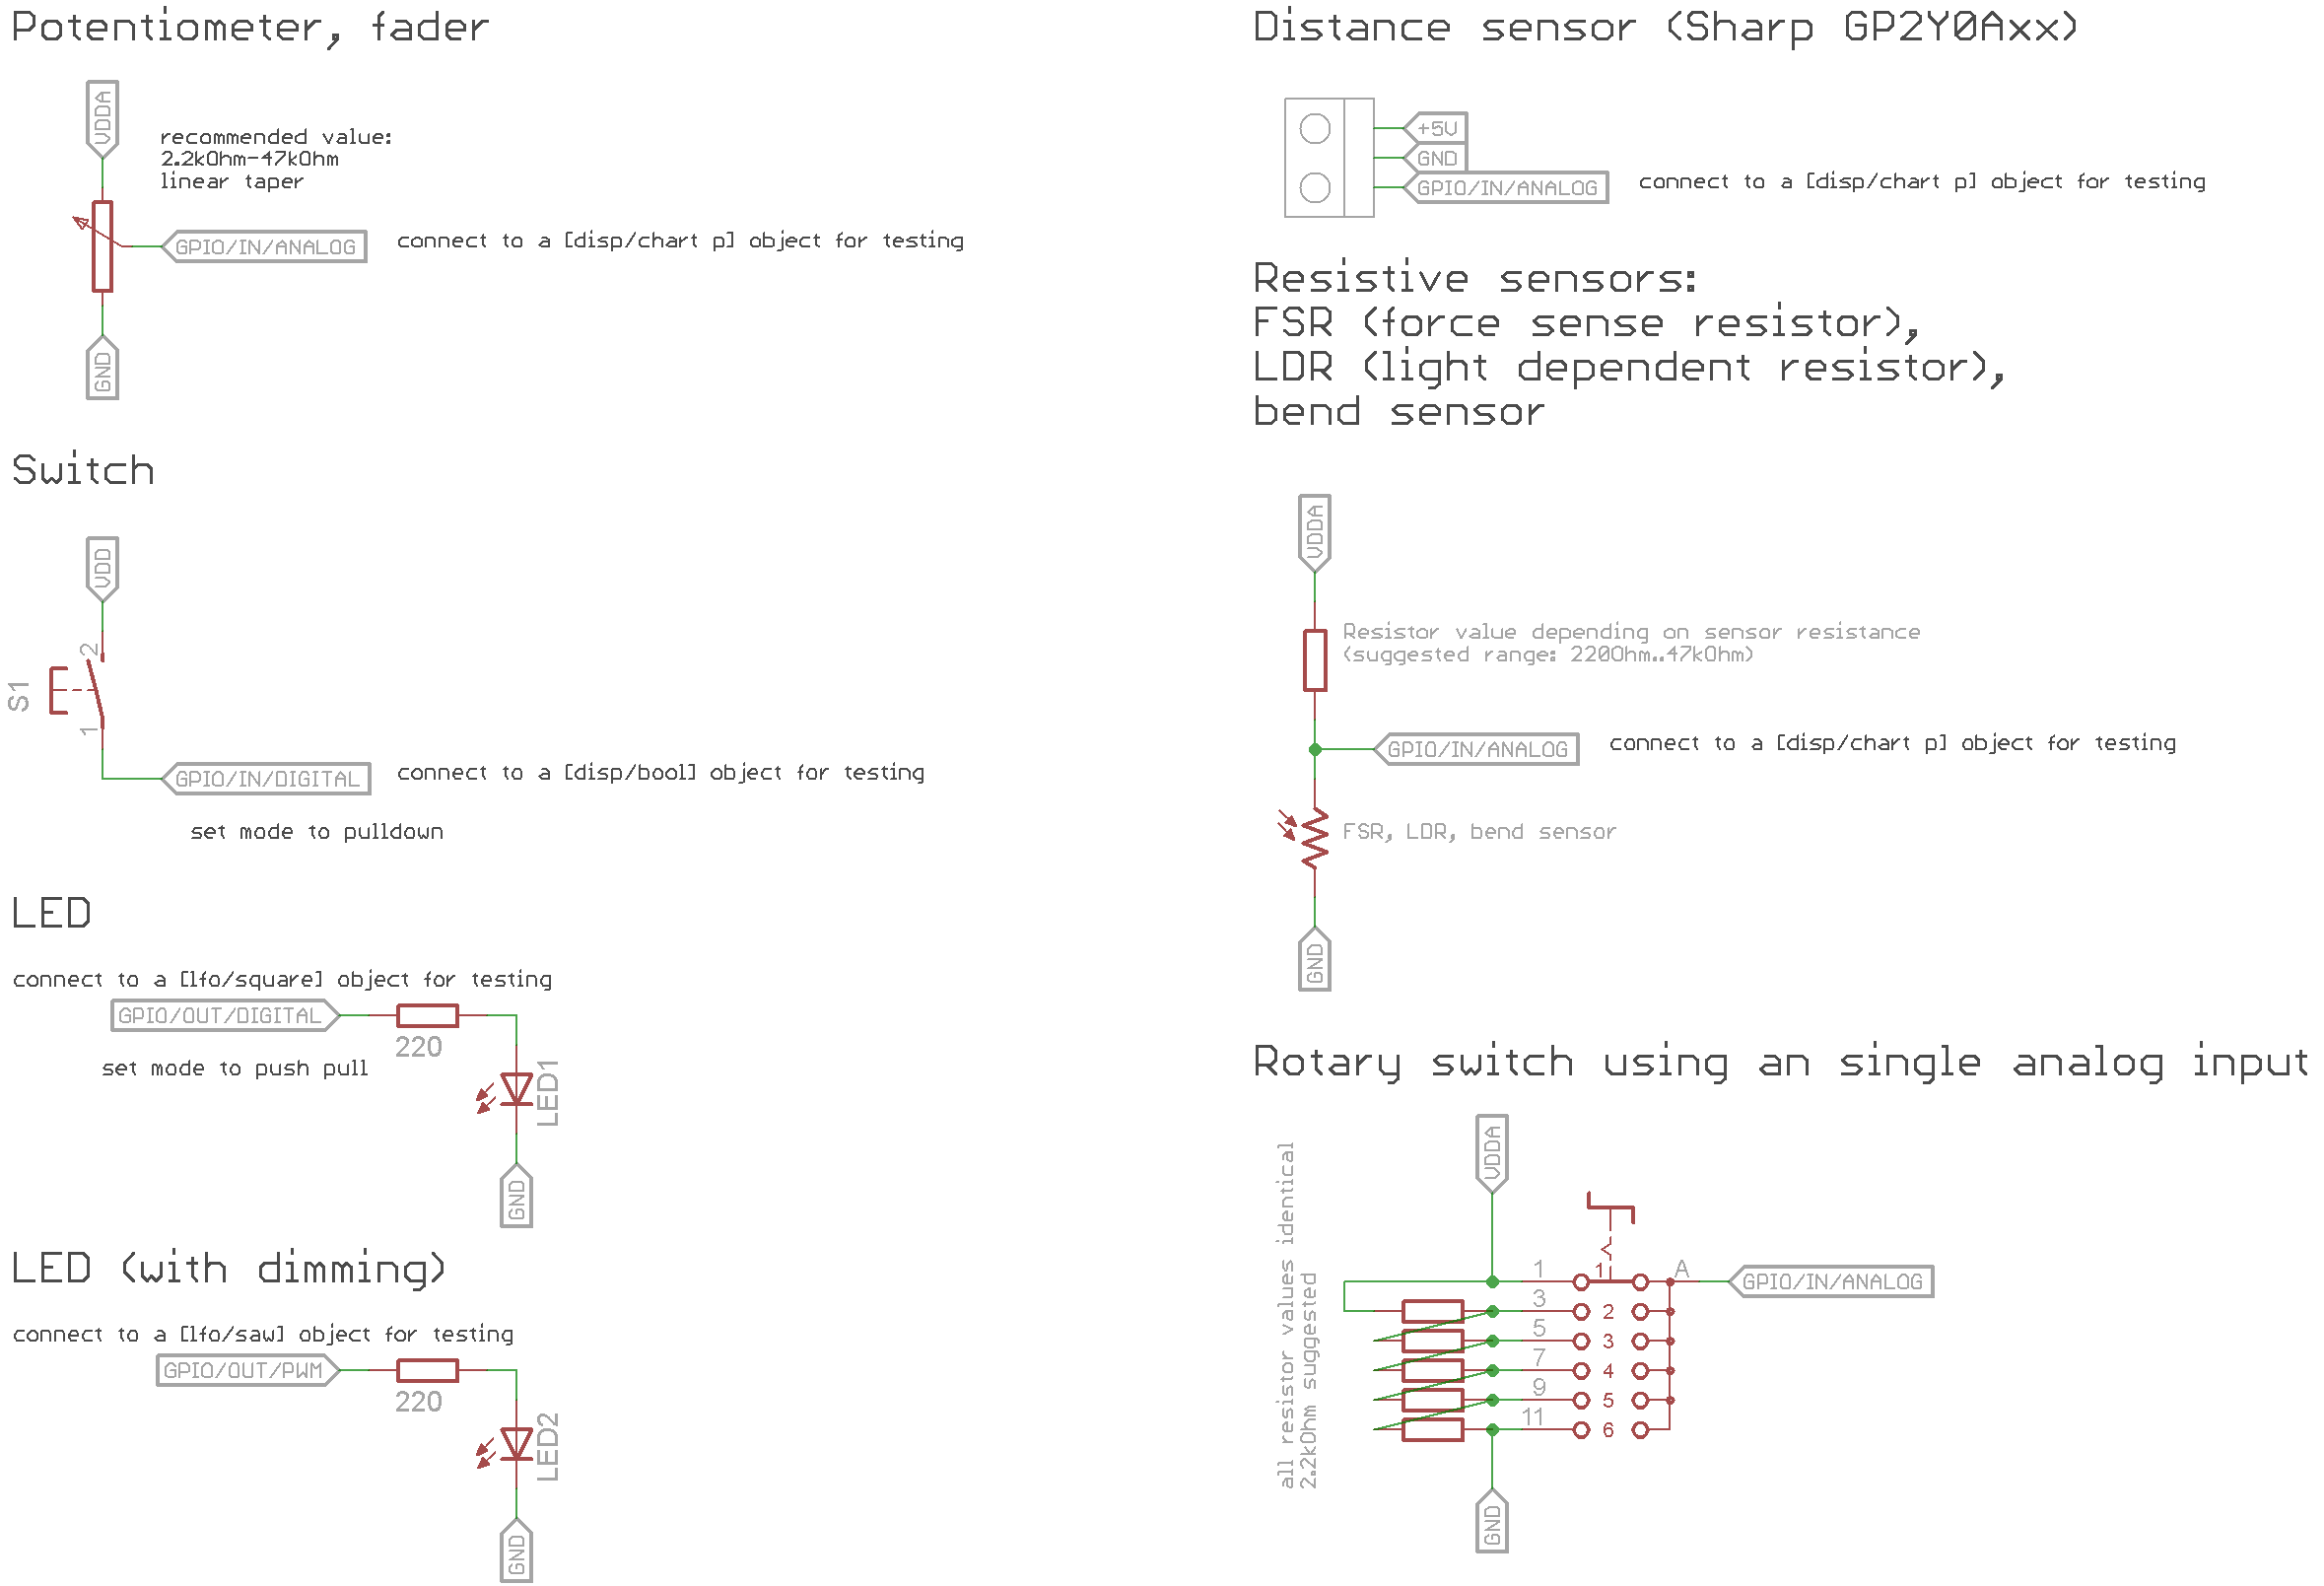 Potentiometer, fader
VDDA
recommended value:
2.2kOhm-47kOhm
linear taper
GPIO/IN/ANALOG
connect to a [disp/chart p] object for testing
GND
Switch
VDD
2
S1
1
GPIO/IN/DIGITAL
connect to a [disp/bool] object for testing
set mode to pulldown
LED
connect to a [lfo/square] object for testing
GPIO/OUT/DIGITAL
220
set mode to push pull
LED1
GND
LED (with dimming)
connect to a [lfo/saw] object for testing
GPIO/OUT/PWM
220
LED2
GND
Distance sensor (Sharp GP2Y0Axx)
+5V
GND
GPIO/IN/ANALOG
connect to a [disp/chart p] object for testing
Resistive sensors:
FSR (force sense resistor),
LDR (light dependent resistor),
bend sensor
VDDA
Resistor value depending on sensor resistance
(suggested range: 220Ohm..47kOhm)
GPIO/IN/ANALOG
connect to a [disp/chart p] object for testing
FSR, LDR, bend sensor
GND
Rotary switch using an single analog input
VDDA
all resistor values identical
2.2kOhm suggested
1
1
A
GPIO/IN/ANALOG
3
2
5
3
7
4
9
5
11
6
GND